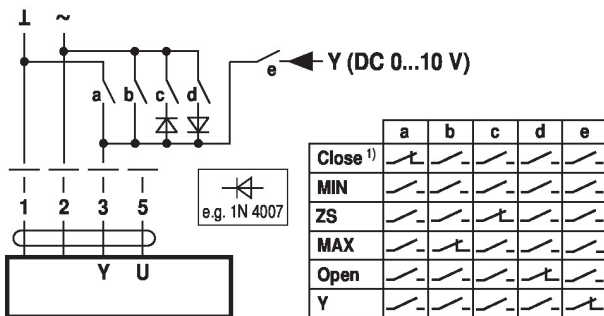 ⊥ ~
a b c d e Y (DC 0...10 V)
1 2 3 5
Y U
e.g. 1N 4007
a b c d e
Close 1)
MIN
ZS
MAX
Open
Y